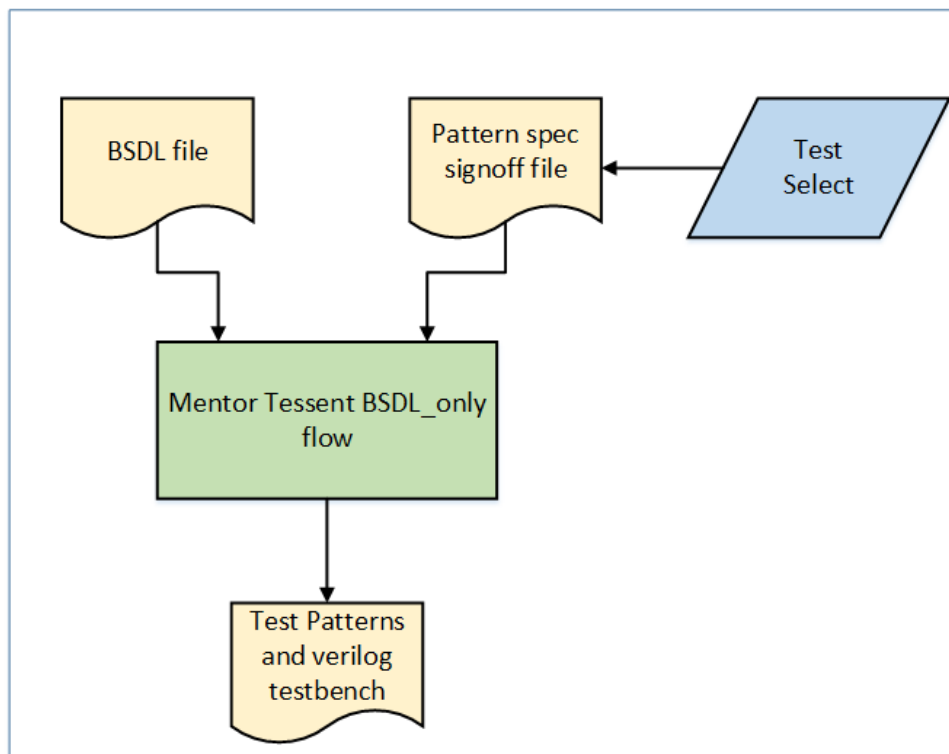 BSDL file
Pattern spec
signoff file
Test
Select
Mentor Tessent BSDL_only
flow
Test Patterns
and verilog
testbench